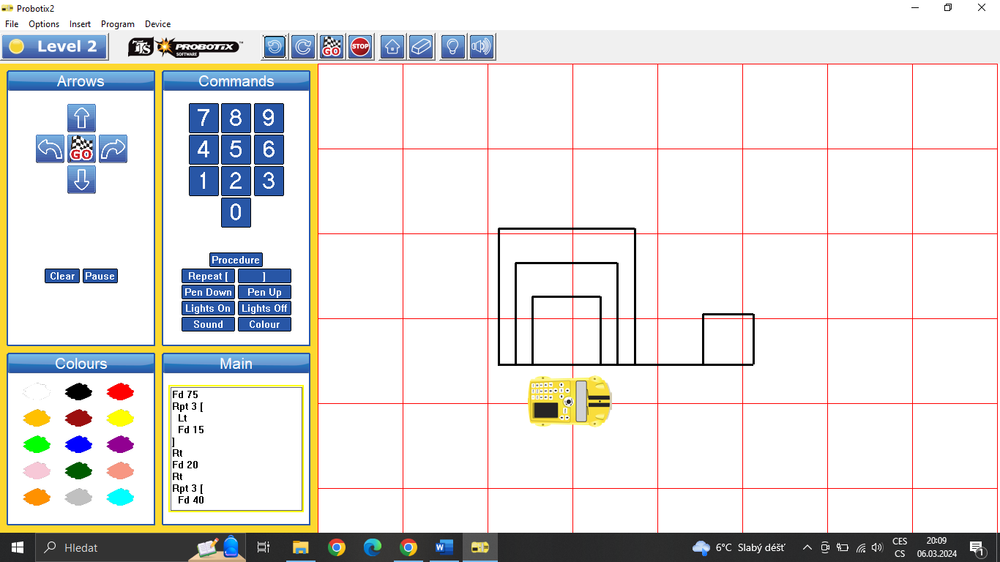 Probotix2
File Options Insert Program Device
Level 2
TTS PROBOTIX™
SOFTWARE
GO
STOP
Arrows
GO
Clear Pause
Commands
7 8 9
4 5 6
1 2 3
0
Procedure
Repeat [ ]
Pen Down Pen Up
Lights On Lights Off
Sound Colour
Colours
Main
Fd 75
Rpt 3 [
Lt
Fd 15
]
Rt
Fd 20
Rt
Rpt 3 [
Fd 40
Hledat
6°C Slabý déšť
CES
CS
20:09
06.03.2024
1